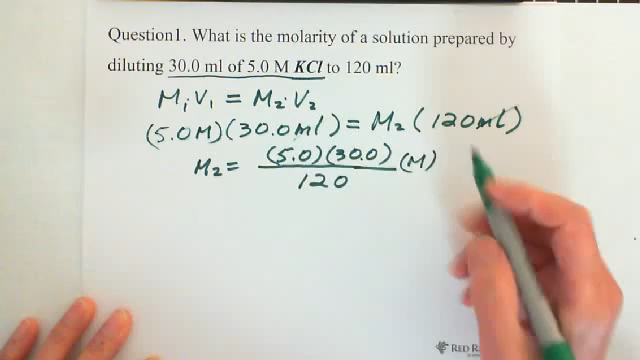 Question1. What is the molarity of a solution prepared by
diluting 30.0 ml of 5.0 M KCl to 120 ml?
M₁V₁ = M₂·V₂
(5.0M)(30.0ml) = M₂(120ml)
M₂ = (5.0)(30.0)/120 (M)
RED R